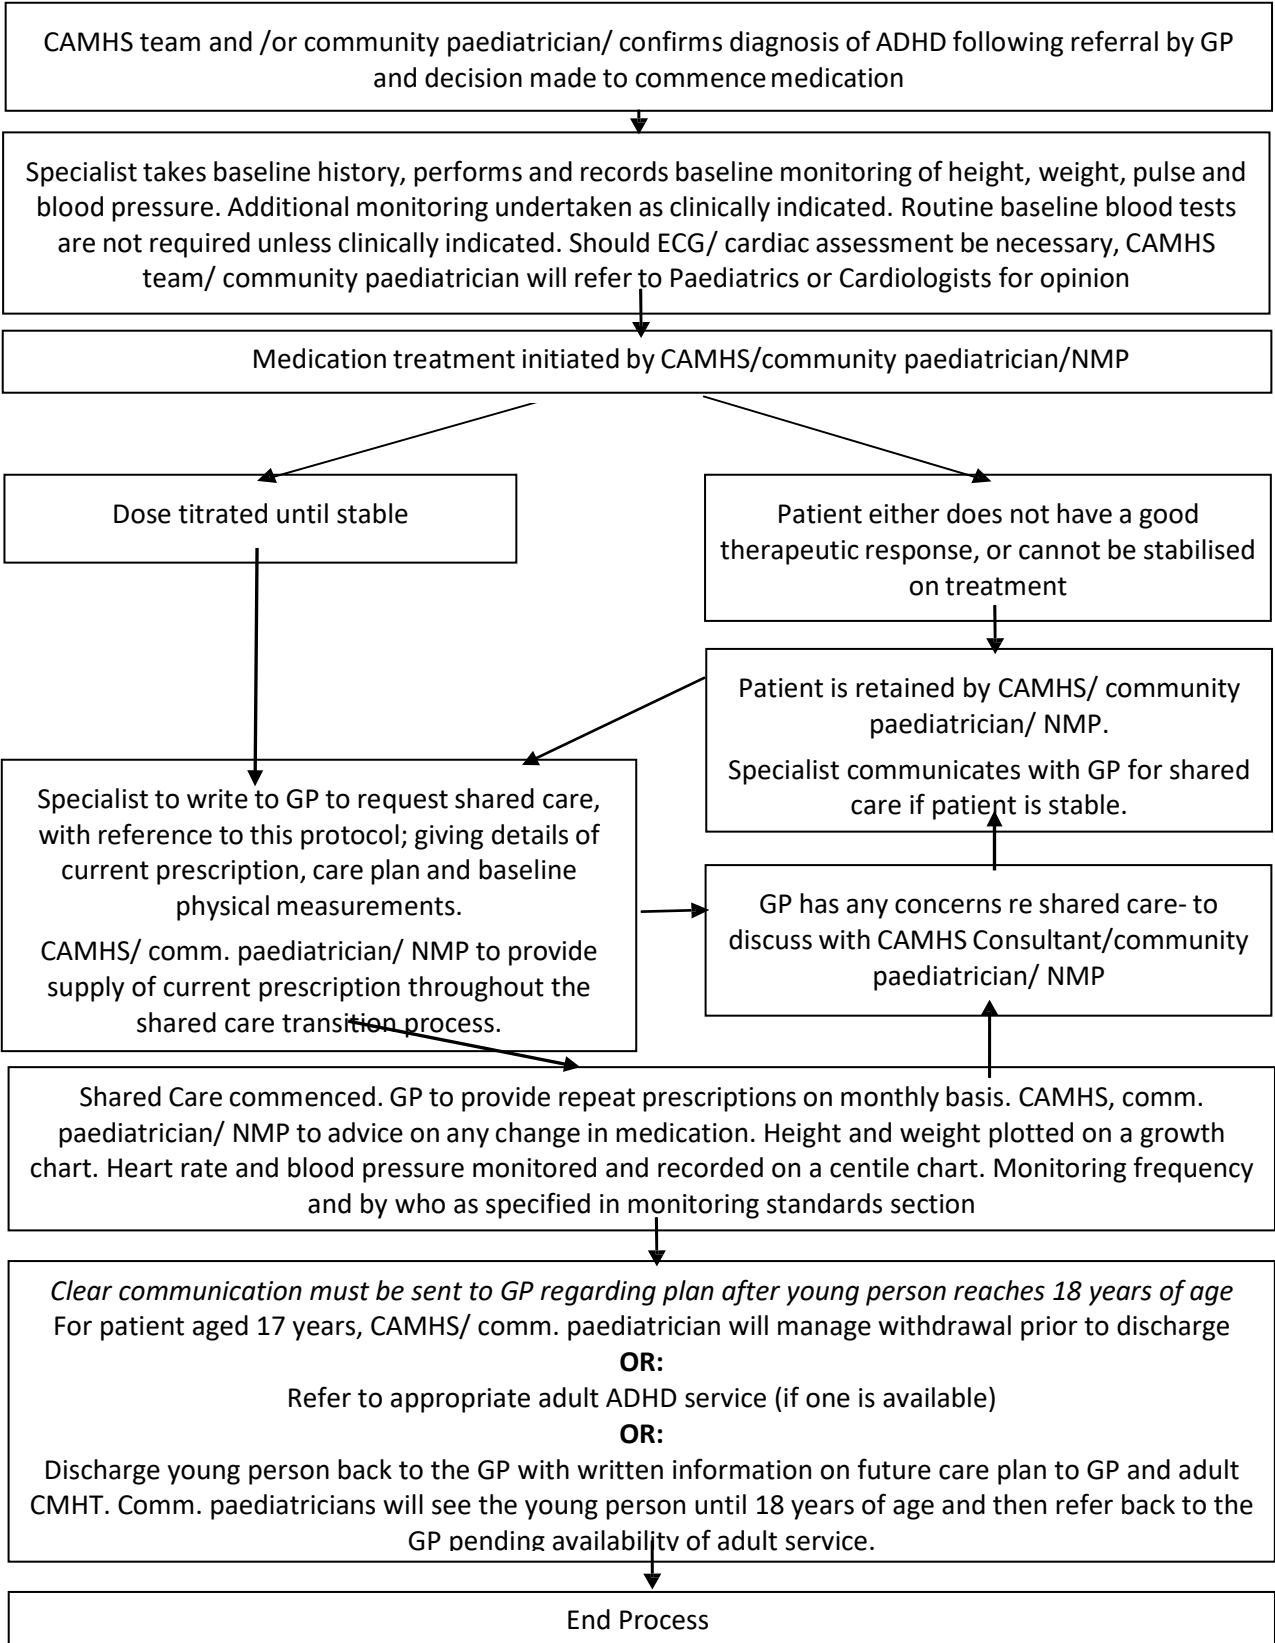 CAMHS team and /or community paediatrician/ confirms diagnosis of ADHD following referral by GP
and decision made to commence medication
Specialist takes baseline history, performs and records baseline monitoring of height, weight, pulse and
blood pressure. Additional monitoring undertaken as clinically indicated. Routine baseline blood tests
are not required unless clinically indicated. Should ECG/ cardiac assessment be necessary, CAMHS
team/ community paediatrician will refer to Paediatrics or Cardiologists for opinion
Medication treatment initiated by CAMHS/community paediatrician/NMP
Dose titrated until stable
Patient either does not have a good
therapeutic response, or cannot be stabilised
on treatment
Patient is retained by CAMHS/ community
paediatrician/ NMP.
Specialist communicates with GP for shared
care if patient is stable.
Specialist to write to GP to request shared care,
with reference to this protocol; giving details of
current prescription, care plan and baseline
physical measurements.
CAMHS/ comm. paediatrician/ NMP to provide
supply of current prescription throughout the
shared care transition process.
GP has any concerns re shared care- to
discuss with CAMHS Consultant/community
paediatrician/ NMP
Shared Care commenced. GP to provide repeat prescriptions on monthly basis. CAMHS, comm.
paediatrician/ NMP to advice on any change in medication. Height and weight plotted on a growth
chart. Heart rate and blood pressure monitored and recorded on a centile chart. Monitoring frequency
and by who as specified in monitoring standards section
Clear communication must be sent to GP regarding plan after young person reaches 18 years of age
For patient aged 17 years, CAMHS/ comm. paediatrician will manage withdrawal prior to discharge
OR:
Refer to appropriate adult ADHD service (if one is available)
OR:
Discharge young person back to the GP with written information on future care plan to GP and adult
CMHT. Comm. paediatricians will see the young person until 18 years of age and then refer back to the
GP pending availability of adult service.
End Process